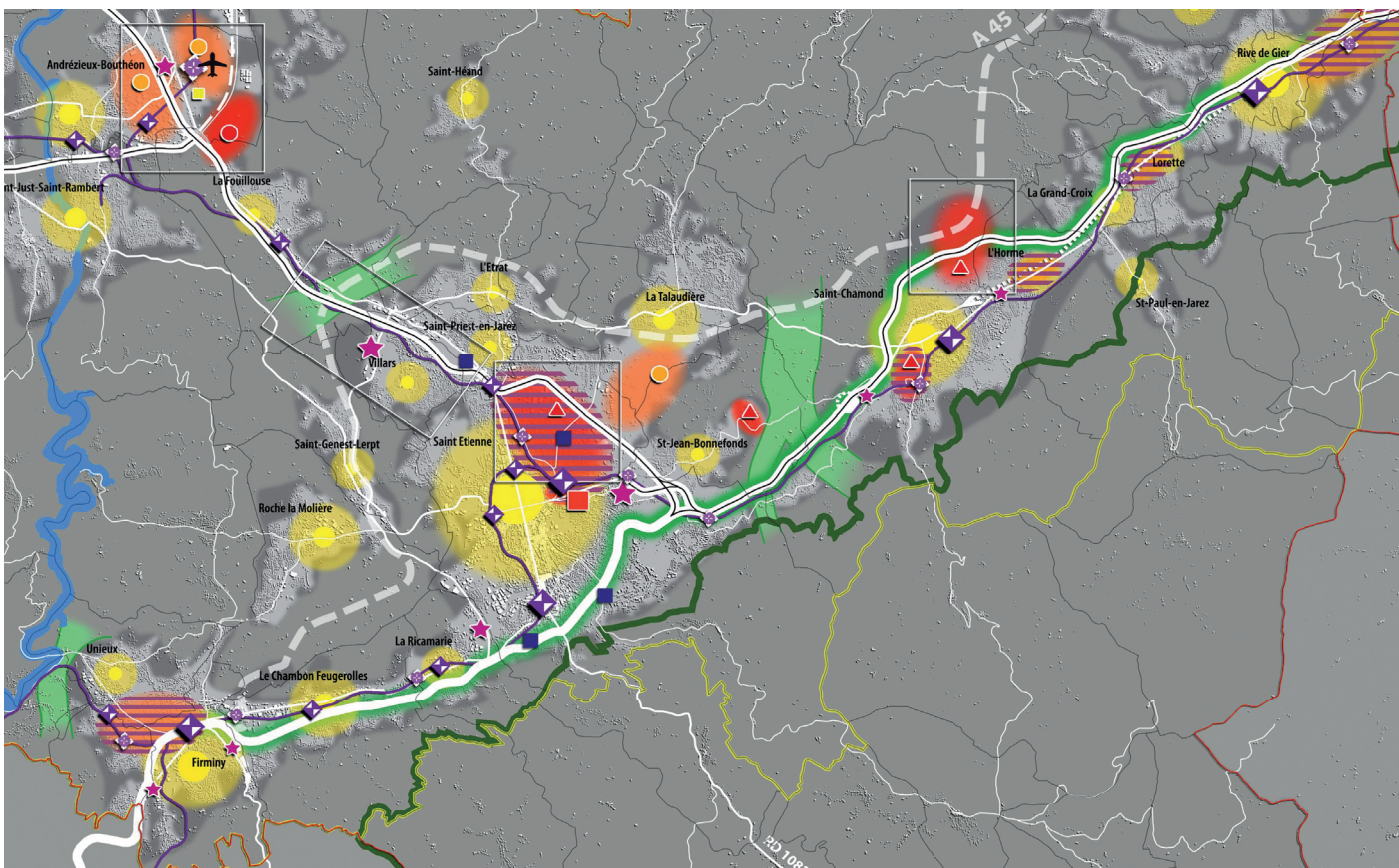 A 45
Rive de Gier
Andrézieux-Bouthéon
Saint-Héand
Lorette
La Fouillouse
nt-Just-Saint-Rambert
La Grand-Croix
L'Horme
L'Etrat
St-Paul-en-Jarez
Saint-Chamond
La Talaudière
Saint-Priest-en-Jarez
Villars
Saint-Genest-Lerpt
Saint Etienne
St-Jean-Bonnefonds
Roche la Molière
La Ricamarie
Unieux
Le Chambon Feugerolles
Firminy